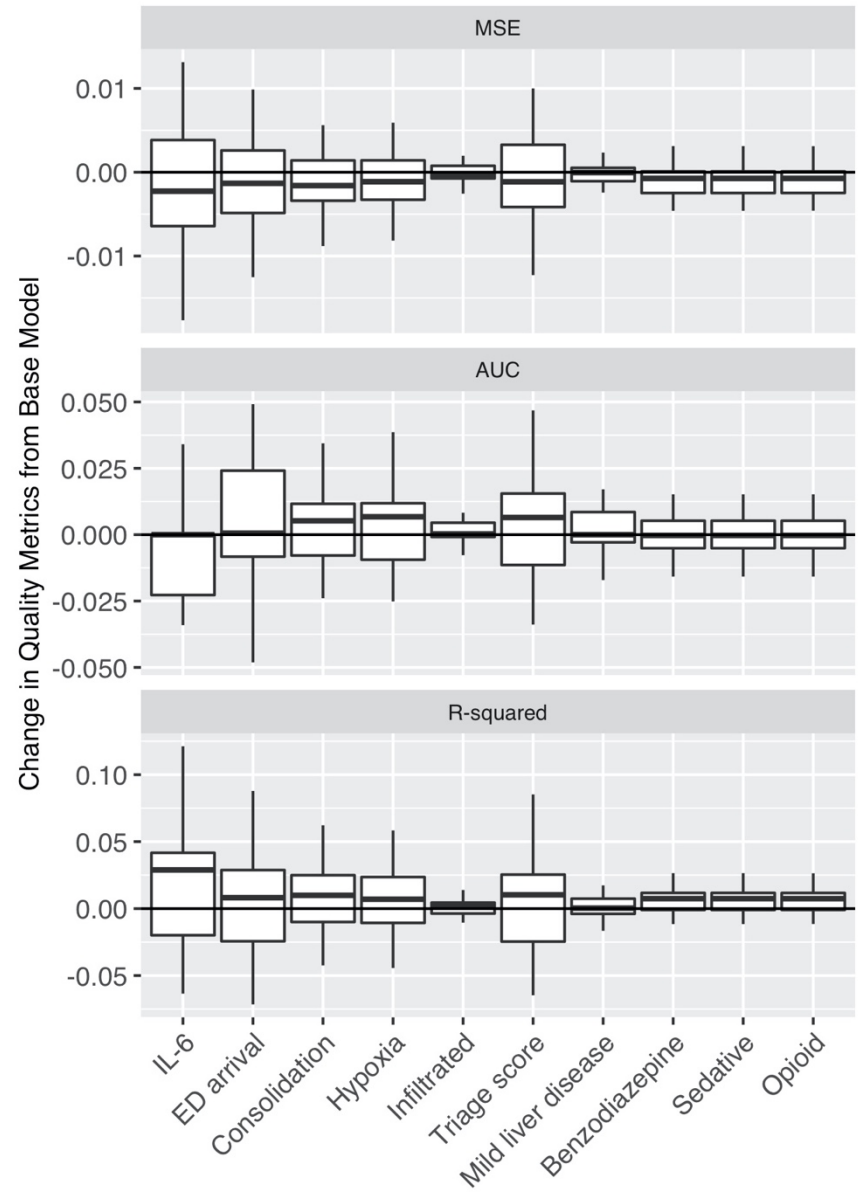 MSE
0.01
0.00
-0.01
AUC
0.050
0.025
0.000
-0.025
-0.050
R-squared
0.10
0.05
0.00
-0.05
Change in Quality Metrics from Base Model
IL-6
ED arrival
Consolidation
Hypoxia
Infiltrated
Triage score
Mild liver disease
Benzodiazepine
Sedative
Opioid